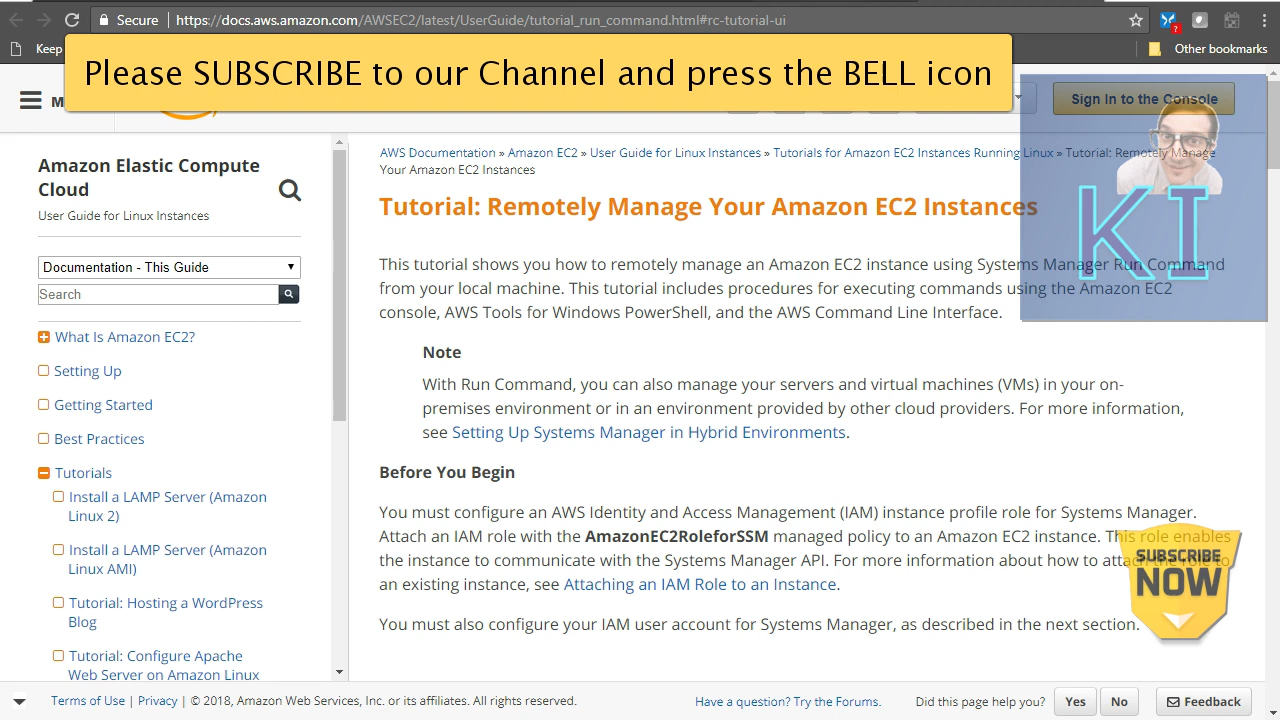 Secure
https://docs.aws.amazon.com/AWSEC2/latest/UserGuide/tutorial_run_command.html#rc-tutorial-ui
?
Keep
Other bookmarks
Please SUBSCRIBE to our Channel and press the BELL icon
M
Sign In to the Console
KI
Amazon Elastic Compute
Cloud
User Guide for Linux Instances
Documentation - This Guide
Search
What Is Amazon EC2?
Setting Up
Getting Started
Best Practices
Tutorials
Install a LAMP Server (Amazon
Linux 2)
Install a LAMP Server (Amazon
Linux AMI)
Tutorial: Hosting a WordPress
Blog
Tutorial: Configure Apache
Web Server on Amazon Linux
AWS Documentation » Amazon EC2 » User Guide for Linux Instances » Tutorials for Amazon EC2 Instances Running Linux » Tutorial: Remotely Manage
Your Amazon EC2 Instances
Tutorial: Remotely Manage Your Amazon EC2 Instances
This tutorial shows you how to remotely manage an Amazon EC2 instance using Systems Manager Run Command
from your local machine. This tutorial includes procedures for executing commands using the Amazon EC2
console, AWS Tools for Windows PowerShell, and the AWS Command Line Interface.
Note
With Run Command, you can also manage your servers and virtual machines (VMs) in your on-
premises environment or in an environment provided by other cloud providers. For more information,
see Setting Up Systems Manager in Hybrid Environments.
Before You Begin
You must configure an AWS Identity and Access Management (IAM) instance profile role for Systems Manager.
Attach an IAM role with the AmazonEC2RoleforSSM managed policy to an Amazon EC2 instance. This role enables
the instance to communicate with the Systems Manager API. For more information about how to attach the role to
an existing instance, see Attaching an IAM Role to an Instance.
You must also configure your IAM user account for Systems Manager, as described in the next section.
SUBSCRIBE
NOW
Terms of Use | Privacy | © 2018, Amazon Web Services, Inc. or its affiliates. All rights reserved.
Have a question? Try the Forums.
Did this page help you?
Yes
No
Feedback